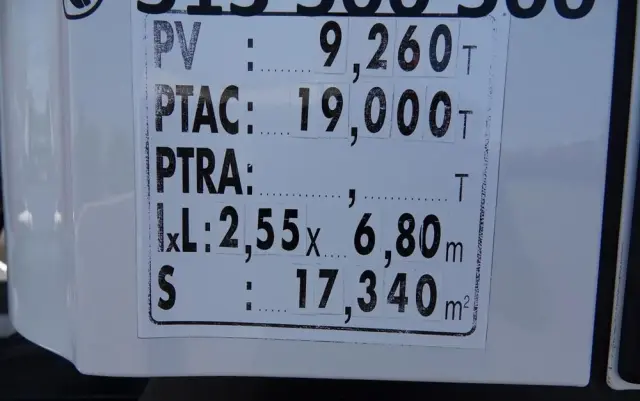 PV : ...... 9,260 T
PTAC: ..... 19,000 T
PTRA: ............ , ............ T
lxL: 2,55 x .... 6,80 m
S : ..... 17,340 m²